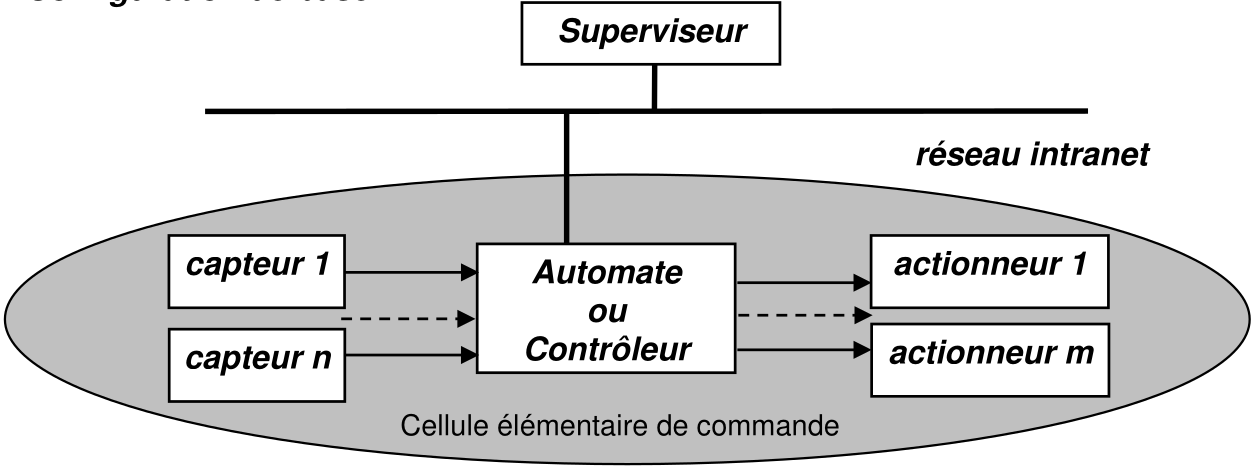 Superviseur
réseau intranet
capteur 1
Automate
ou
Contrôleur
actionneur 1
capteur n
actionneur m
Cellule élémentaire de commande